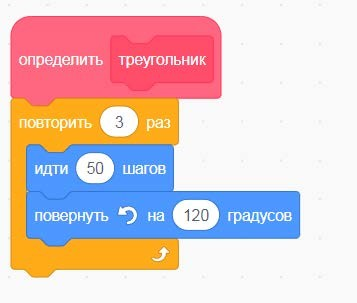 определить треугольник
повторить 3 раз
идти 50 шагов
повернуть на 120 градусов